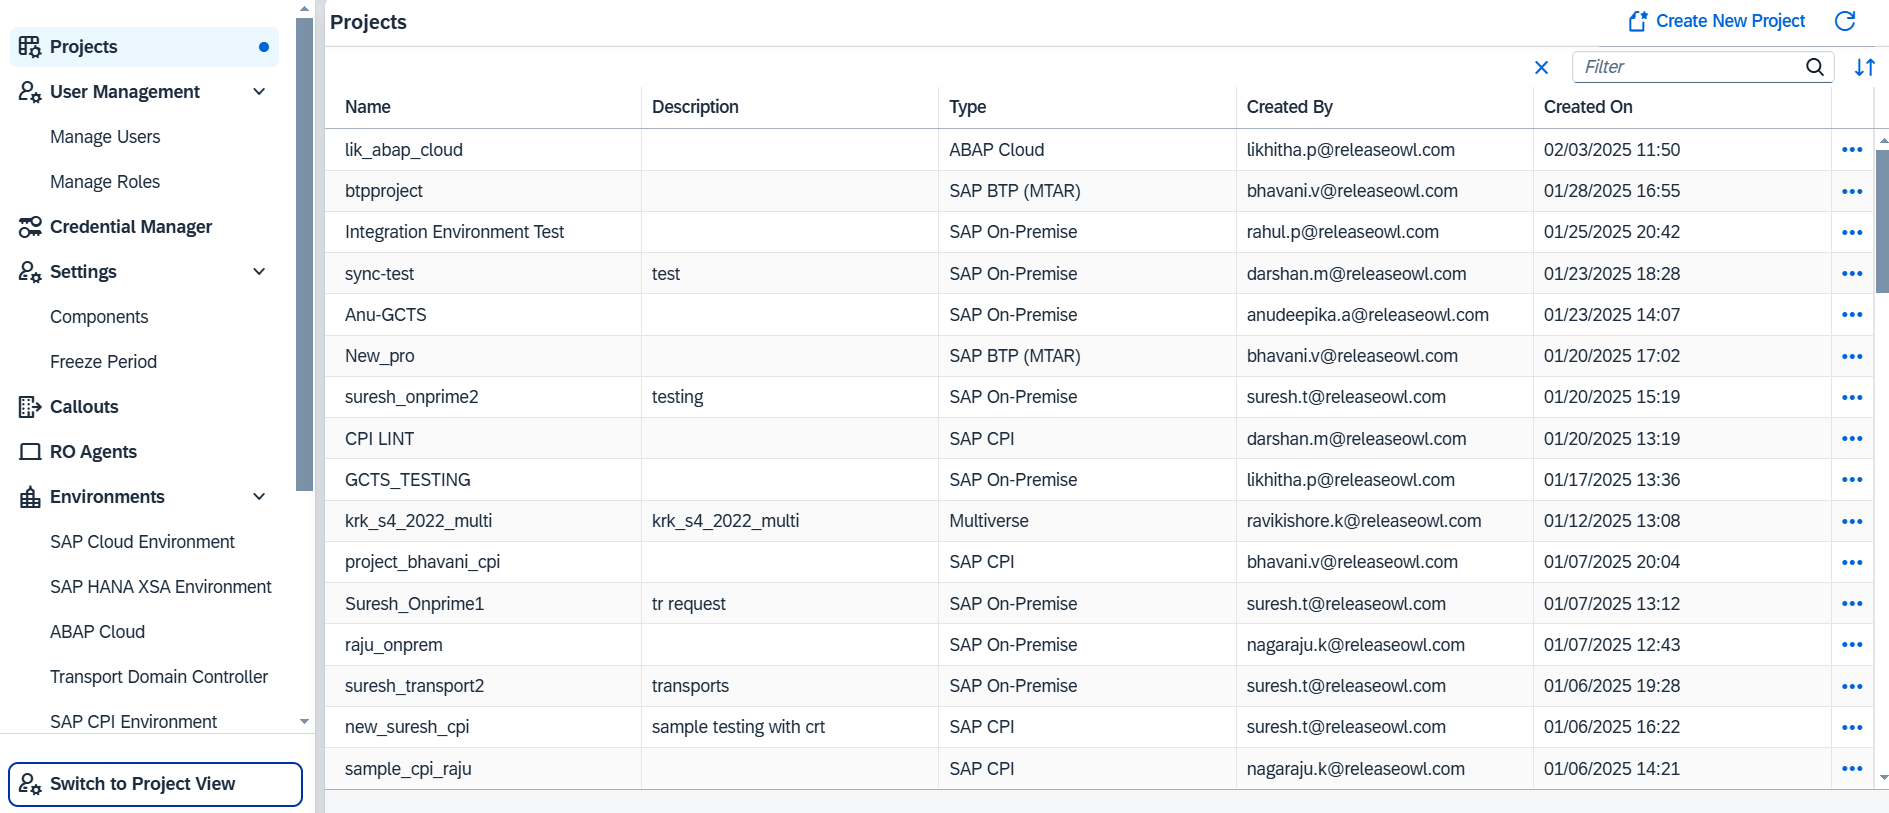 Projects
User Management
Manage Users
Manage Roles
Credential Manager
Settings
Components
Freeze Period
Callouts
RO Agents
Environments
SAP Cloud Environment
SAP HANA XSA Environment
ABAP Cloud
Transport Domain Controller
SAP CPI Environment
Switch to Project View
Projects
Create New Project
Filter
Name Description Type Created By Created On
lik_abap_cloud ABAP Cloud likhitha.p@releaseowl.com 02/03/2025 11:50
btpproject SAP BTP (MTAR) bhavani.v@releaseowl.com 01/28/2025 16:55
Integration Environment Test SAP On-Premise rahul.p@releaseowl.com 01/25/2025 20:42
sync-test test SAP On-Premise darshan.m@releaseowl.com 01/23/2025 18:28
Anu-GCTS SAP On-Premise anudeepika.a@releaseowl.com 01/23/2025 14:07
New_pro SAP BTP (MTAR) bhavani.v@releaseowl.com 01/20/2025 17:02
suresh_onprime2 testing SAP On-Premise suresh.t@releaseowl.com 01/20/2025 15:19
CPI LINT SAP CPI darshan.m@releaseowl.com 01/20/2025 13:19
GCTS_TESTING SAP On-Premise likhitha.p@releaseowl.com 01/17/2025 13:36
krk_s4_2022_multi krk_s4_2022_multi Multiverse ravikishore.k@releaseowl.com 01/12/2025 13:08
project_bhavani_cpi SAP CPI bhavani.v@releaseowl.com 01/07/2025 20:04
Suresh_Onprime1 tr request SAP On-Premise suresh.t@releaseowl.com 01/07/2025 13:12
raju_onprem SAP On-Premise nagaraju.k@releaseowl.com 01/07/2025 12:43
suresh_transport2 transports SAP On-Premise suresh.t@releaseowl.com 01/06/2025 19:28
new_suresh_cpi sample testing with crt SAP CPI suresh.t@releaseowl.com 01/06/2025 16:22
sample_cpi_raju SAP CPI nagaraju.k@releaseowl.com 01/06/2025 14:21